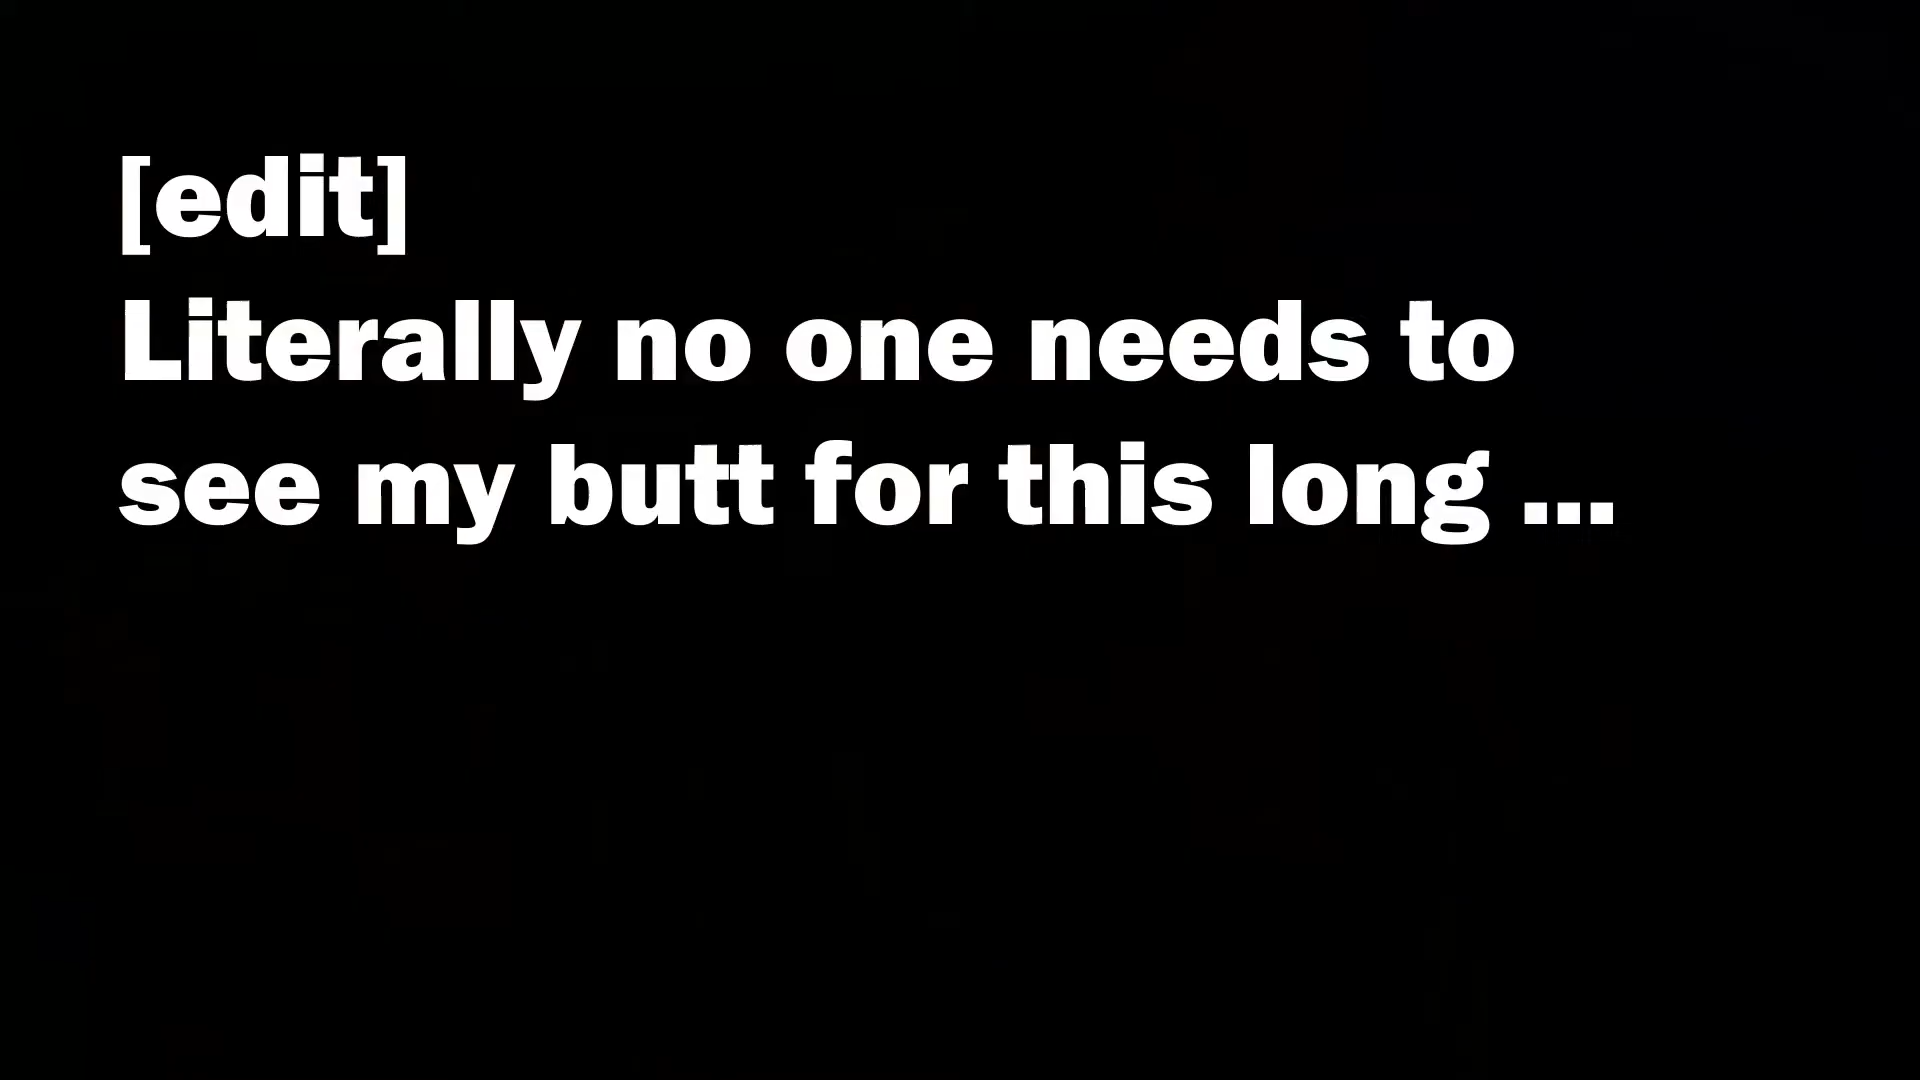 [edit]
Literally no one needs to
see my butt for this long ...